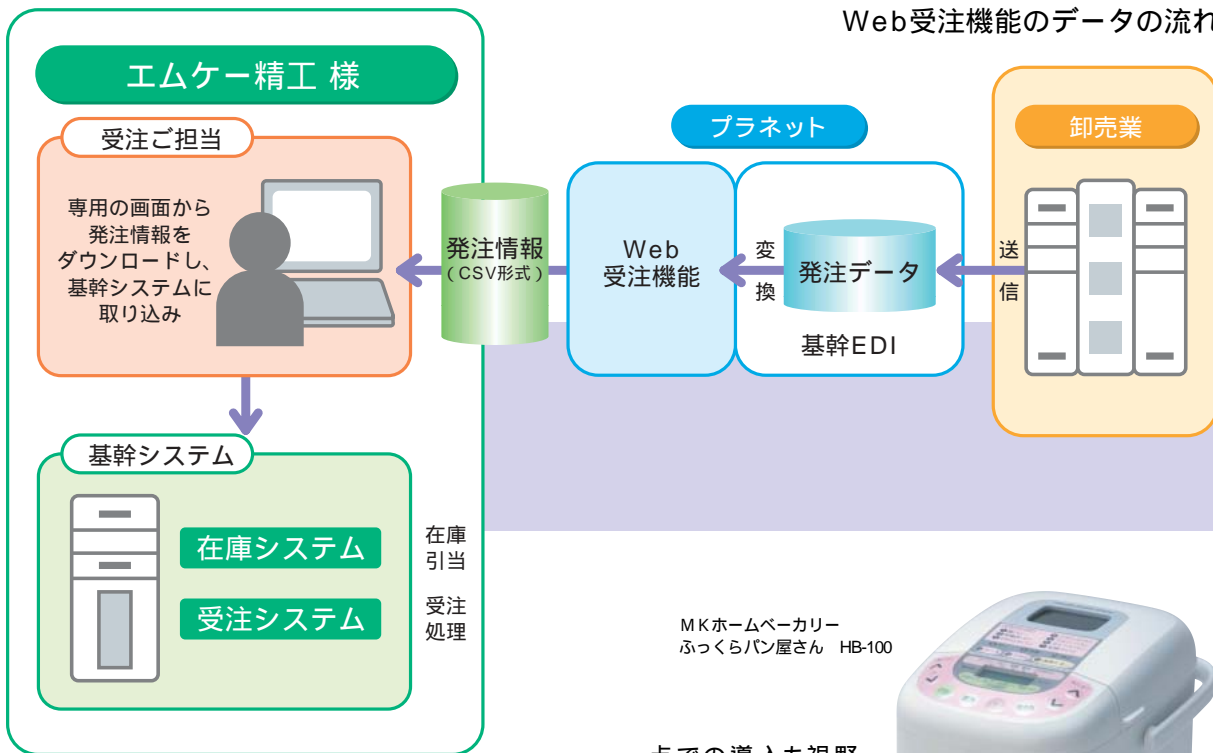 Web受注機能のデータの流れ
エムケー精工 様
受注ご担当
専用の画面から
発注情報を
ダウンロードし、
基幹システムに
取り込み
発注情報
(CSV形式)
プラネット
Web
受注機能
変
換
発注データ
基幹EDI
送
信
卸売業
基幹システム
在庫システム
在庫
引当
受注システム
受注
処理
MKホームベーカリー
ふっくらパン屋さん HB-100